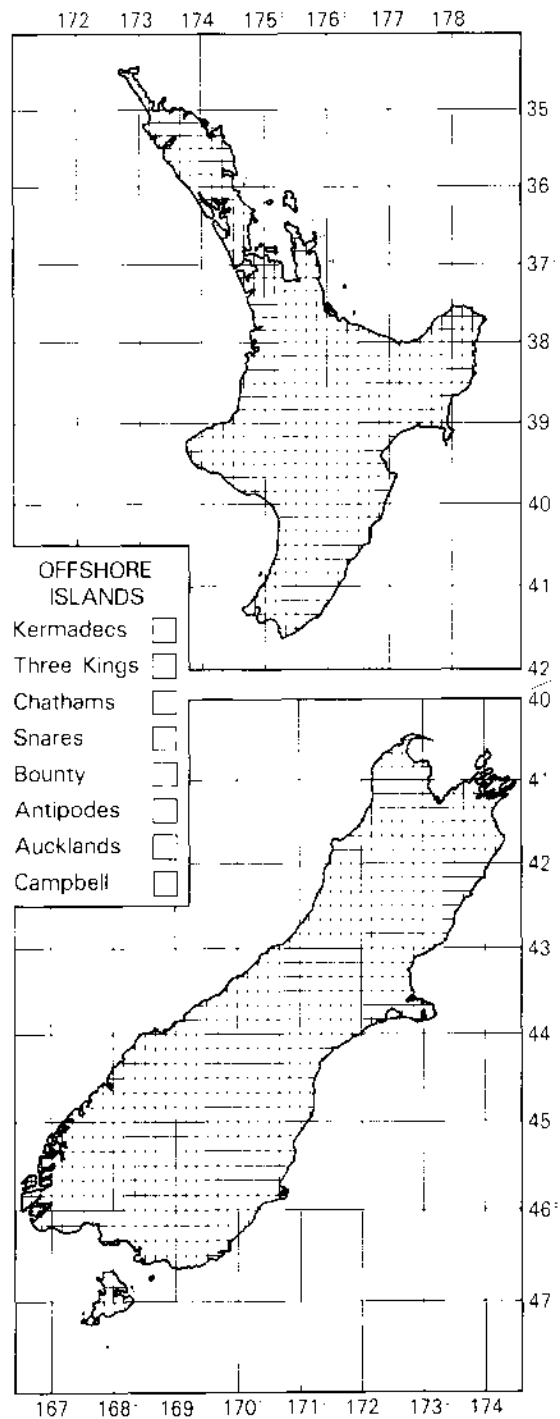 172 173 174 175° 176 177 178
35
36
37
38
39
40
41
42
OFFSHORE
ISLANDS
Kermadecs
Three Kings
Chathams
Snares
Bounty
Antipodes
Aucklands
Campbell
40
41
42
43
44
45
46°
47
167 168 169 170 171 172 173 174